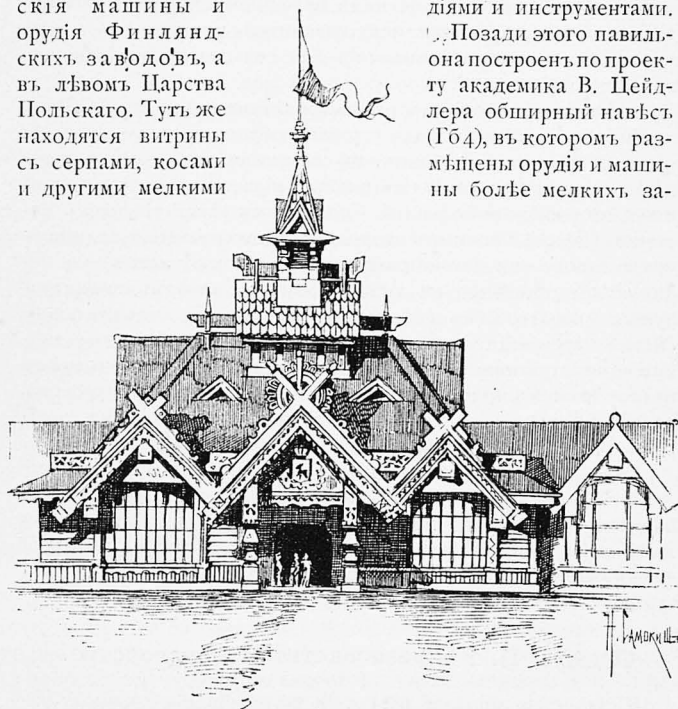 скія машины и
орудія Финлянд-
скихъ заводовъ, а
въ лѣвомъ Царства
Польскаго. Тутъ же
находятся витрины
съ серпами, косами
и другими мелкими
діями и инструментами.
Позади этого павиль-
она построенъ по проек-
ту академика В. Цейд-
лера обширный навѣсъ
(Гб4), въ которомъ раз-
мѣщены орудія и маши-
ны болѣе мелкихъ за-
Н. Самокиш